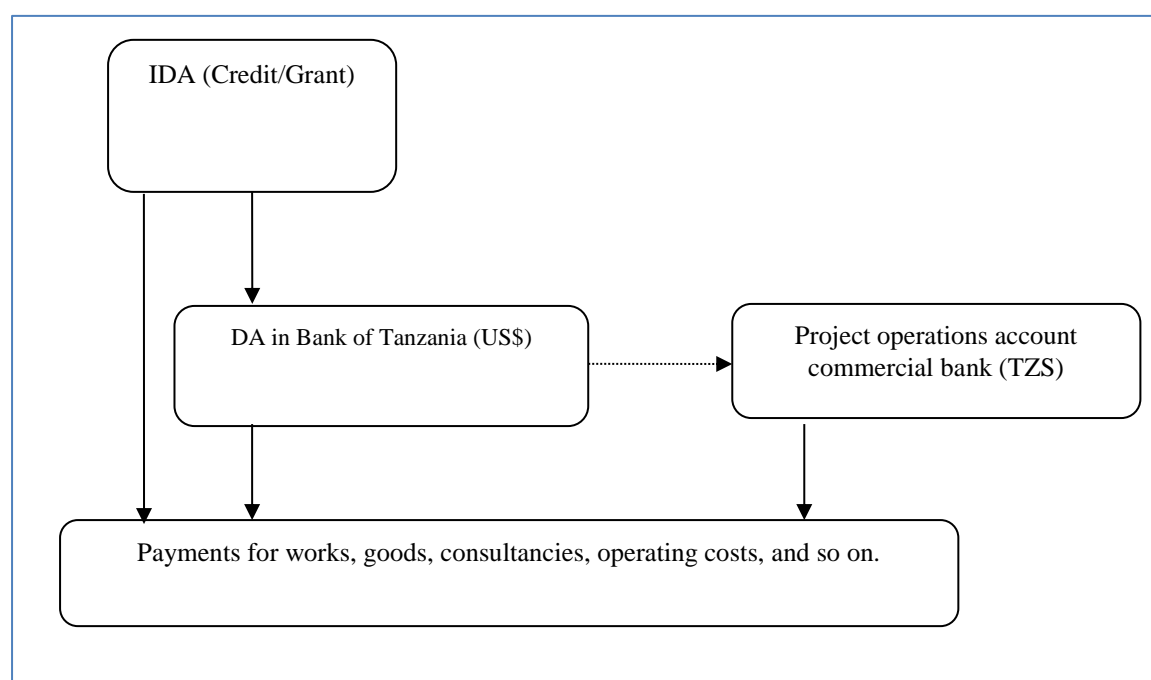 IDA (Credit/Grant)
DA in Bank of Tanzania (US$)
Project operations account
commercial bank (TZS)
Payments for works, goods, consultancies, operating costs, and so on.